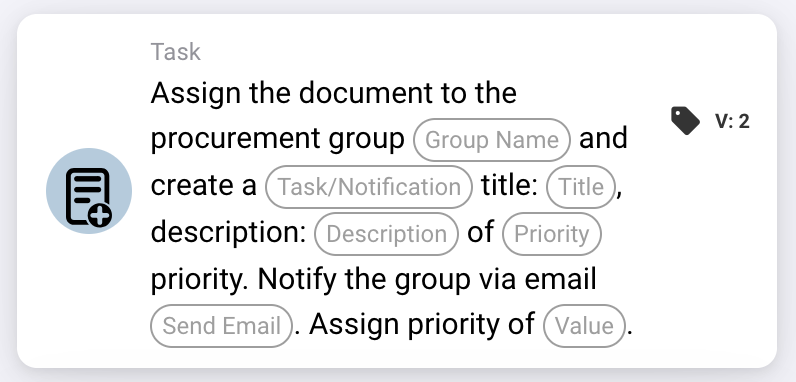 Task
Assign the document to the
procurement group Group Name and
create a Task/Notification title: Title,
description: Description of Priority
priority. Notify the group via email
Send Email. Assign priority of Value.
V: 2